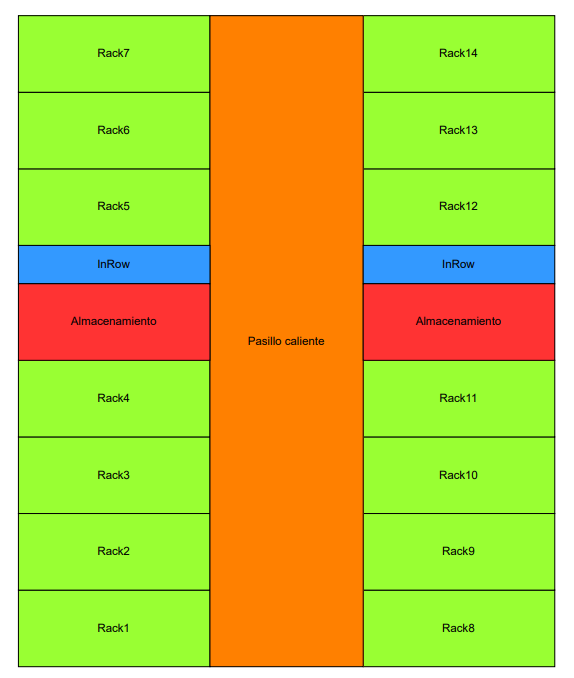 Rack7
Rack14
Rack6
Rack13
Rack5
Rack12
InRow
InRow
Almacenamiento
Almacenamiento
Pasillo caliente
Rack4
Rack11
Rack3
Rack10
Rack2
Rack9
Rack1
Rack8